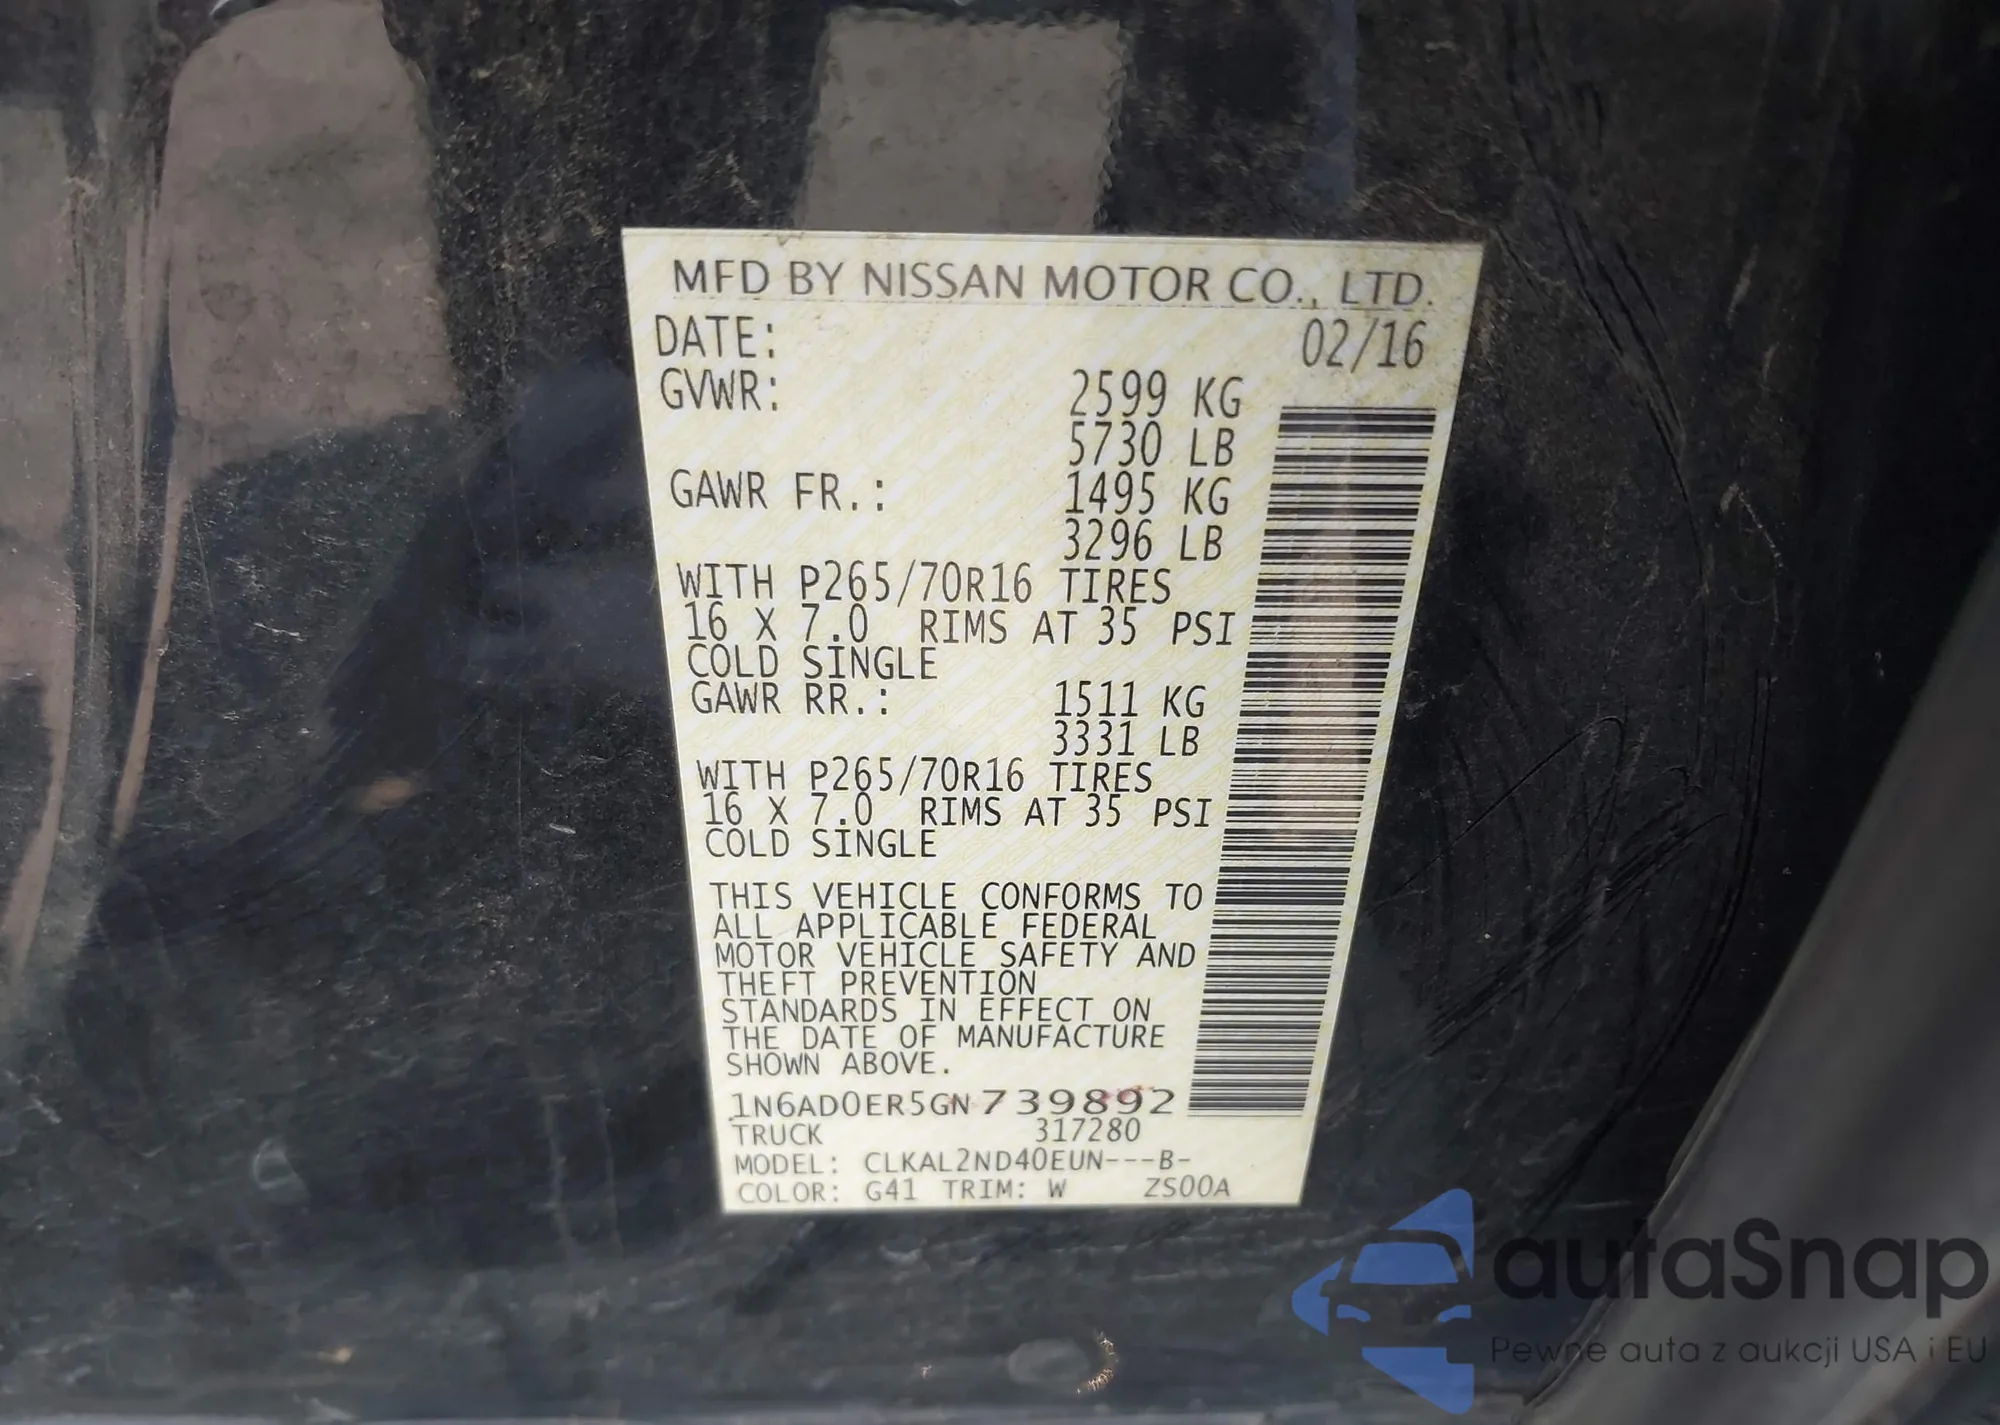 MFD BY NISSAN MOTOR CO., LTD.
DATE: 02/16
GVWR: 2599 KG
5730 LB
GAWR FR.: 1495 KG
3296 LB
WITH P265/70R16 TIRES
16 X 7.0 RIMS AT 35 PSI
COLD SINGLE
GAWR RR.: 1511 KG
3331 LB
WITH P265/70R16 TIRES
16 X 7.0 RIMS AT 35 PSI
COLD SINGLE
THIS VEHICLE CONFORMS TO
ALL APPLICABLE FEDERAL
MOTOR VEHICLE SAFETY AND
THEFT PREVENTION
STANDARDS IN EFFECT ON
THE DATE OF MANUFACTURE
SHOWN ABOVE.
1N6AD0ER5GN739892
TRUCK 317280
MODEL: CLKAL2ND40EUN---B-
COLOR: G41 TRIM: W ZS00A
autaSnap
Pewne auta z aukcji USA i EU